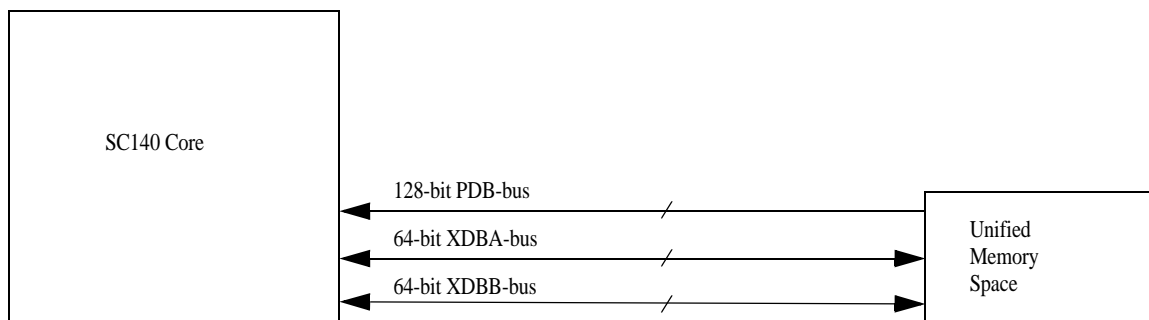 SC140 Core
128-bit PDB-bus
64-bit XDBA-bus
64-bit XDBB-bus
Unified
Memory
Space